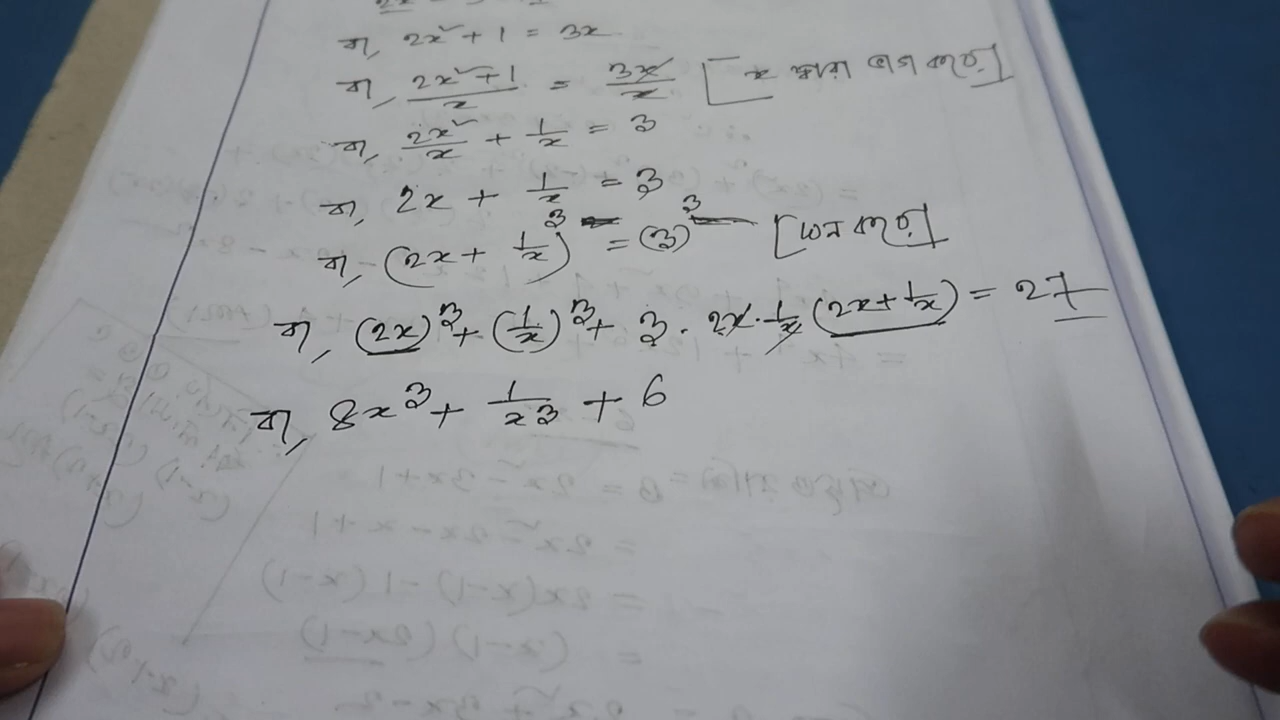 বা, 2x² + 1 = 3x
বা, (2x² + 1)/x = 3x/x [x দ্বারা ভাগ করে]
বা, 2x²/x + 1/x = 3
বা, 2x + 1/x = 3
বা, (2x + 1/x)³ = (3)³ [ঘন করে]
বা, (2x)³ + (1/x)³ + 3 · 2x · 1/x (2x + 1/x) = 27
বা, 8x³ + 1/x³ + 6